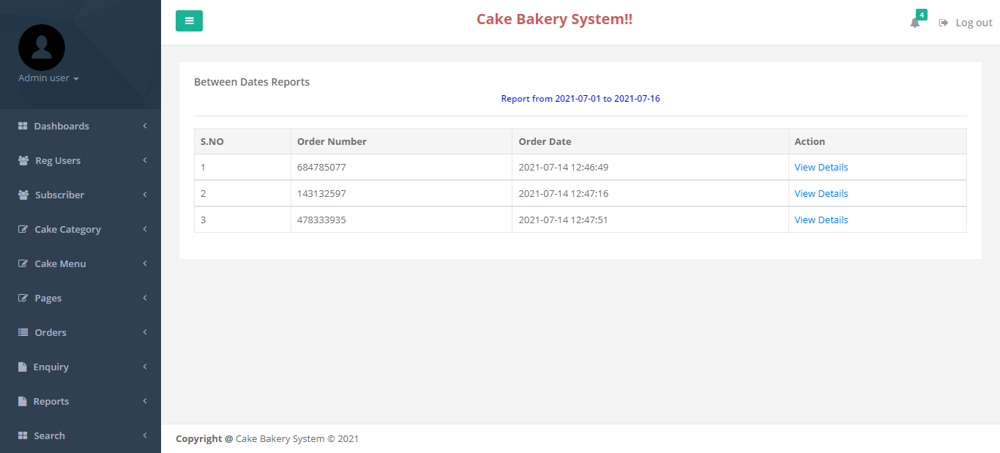 Cake Bakery System!!
4
Log out
Admin user
Dashboards
Reg Users
Subscriber
Cake Category
Cake Menu
Pages
Orders
Enquiry
Reports
Search
Between Dates Reports
Report from 2021-07-01 to 2021-07-16
S.NO Order Number Order Date Action
1 684785077 2021-07-14 12:46:49 View Details
2 143132597 2021-07-14 12:47:16 View Details
3 478333935 2021-07-14 12:47:51 View Details
Copyright @ Cake Bakery System © 2021